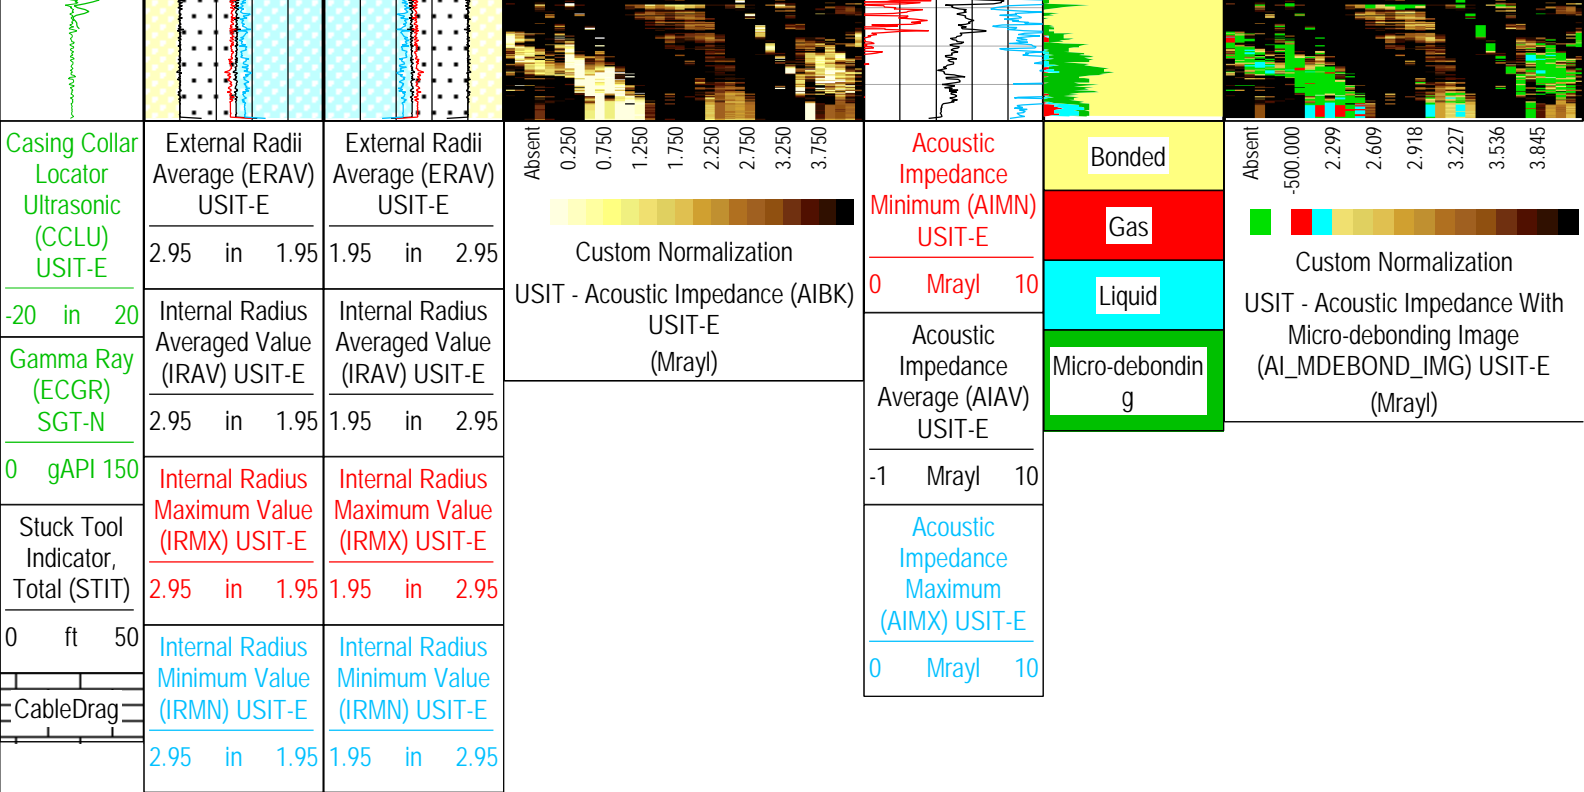 Casing Collar
Locator
Ultrasonic
(CCLU)
USIT-E
-20 in 20
Gamma Ray
(ECGR)
SGT-N
0 gAPI 150
Stuck Tool
Indicator,
Total (STIT)
0 ft 50
CableDrag
External Radii
Average (ERAV)
USIT-E
2.95 in 1.95
Internal Radius
Averaged Value
(IRAV) USIT-E
2.95 in 1.95
Internal Radius
Maximum Value
(IRMX) USIT-E
2.95 in 1.95
Internal Radius
Minimum Value
(IRMN) USIT-E
2.95 in 1.95
External Radii
Average (ERAV)
USIT-E
1.95 in 2.95
Internal Radius
Averaged Value
(IRAV) USIT-E
1.95 in 2.95
Internal Radius
Maximum Value
(IRMX) USIT-E
1.95 in 2.95
Internal Radius
Minimum Value
(IRMN) USIT-E
1.95 in 2.95
Absent
0.250
0.750
1.250
1.750
2.250
2.750
3.250
3.750
Custom Normalization
USIT - Acoustic Impedance (AIBK)
USIT-E
(Mrayl)
Acoustic
Impedance
Minimum (AIMN)
USIT-E
0 Mrayl 10
Acoustic
Impedance
Average (AIAV)
USIT-E
-1 Mrayl 10
Acoustic
Impedance
Maximum
(AIMX) USIT-E
0 Mrayl 10
Bonded
Gas
Liquid
Micro-debondin
g
Absent
-500.000
2.299
2.609
2.918
3.227
3.536
3.845
Custom Normalization
USIT - Acoustic Impedance With
Micro-debonding Image
(AI_MDEBOND_IMG) USIT-E
(Mrayl)